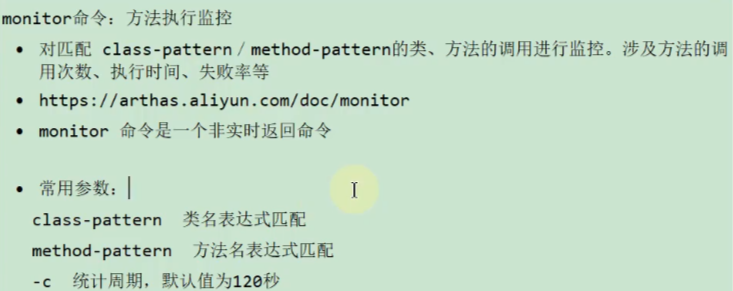 monitor命令：方法执行监控
• 对匹配 class-pattern／method-pattern的类、方法的调用进行监控。涉及方法的调
用次数、执行时间、失败率等
• https://arthas.aliyun.com/doc/monitor
• monitor 命令是一个非实时返回命令
• 常用参数：
class-pattern 类名表达式匹配
method-pattern 方法名表达式匹配
-c 统计周期，默认值为120秒